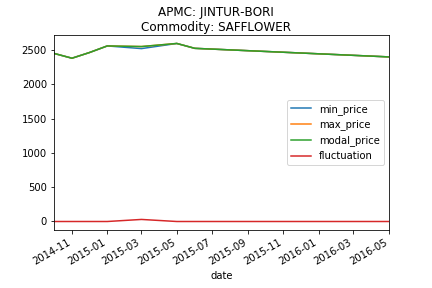 APMC: JINTUR-BORI
Commodity: SAFFLOWER
2500
2000
1500
1000
500
0
min_price
max_price
modal_price
fluctuation
2014-11
2015-01
2015-03
2015-05
2015-07
2015-09
2015-11
2016-01
2016-03
2016-05
date